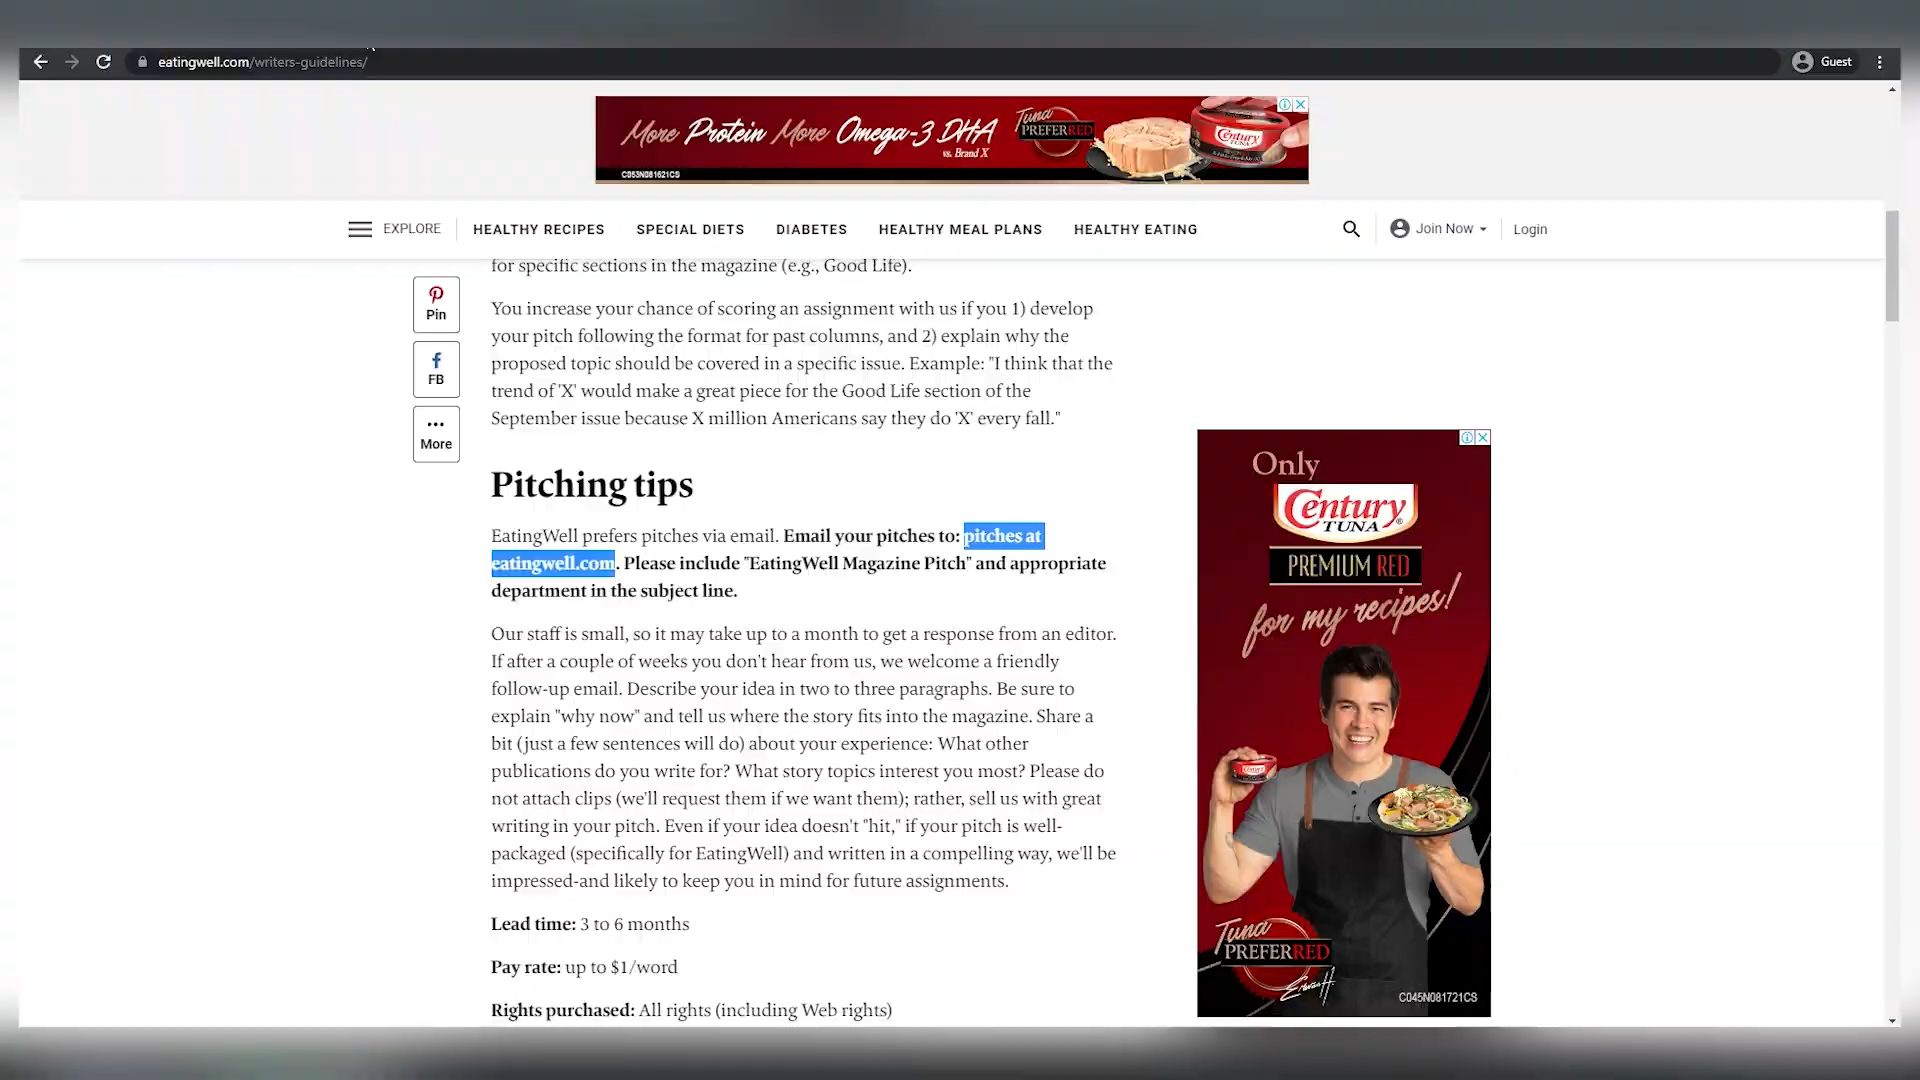 eatingwell.com/writers-guidelines/
Guest
More Protein More Omega-3 DHA
vs. Brand X
Tuna
PREFERRED
Century
TUNA
C053N081621CS
EXPLORE
HEALTHY RECIPES
SPECIAL DIETS
DIABETES
HEALTHY MEAL PLANS
HEALTHY EATING
Join Now
Login
for specific sections in the magazine (e.g., Good Life).
Pin
FB
More
You increase your chance of scoring an assignment with us if you 1) develop
your pitch following the format for past columns, and 2) explain why the
proposed topic should be covered in a specific issue. Example: "I think that the
trend of 'X' would make a great piece for the Good Life section of the
September issue because X million Americans say they do 'X' every fall."
Pitching tips
EatingWell prefers pitches via email. Email your pitches to: pitches at
eatingwell.com. Please include "EatingWell Magazine Pitch" and appropriate
department in the subject line.
Our staff is small, so it may take up to a month to get a response from an editor.
If after a couple of weeks you don't hear from us, we welcome a friendly
follow-up email. Describe your idea in two to three paragraphs. Be sure to
explain "why now" and tell us where the story fits into the magazine. Share a
bit (just a few sentences will do) about your experience: What other
publications do you write for? What story topics interest you most? Please do
not attach clips (we'll request them if we want them); rather, sell us with great
writing in your pitch. Even if your idea doesn't "hit," if your pitch is well-
packaged (specifically for EatingWell) and written in a compelling way, we'll be
impressed-and likely to keep you in mind for future assignments.
Lead time: 3 to 6 months
Pay rate: up to $1/word
Rights purchased: All rights (including Web rights)
Only
Century
TUNA
PREMIUM RED
for my recipes!
Century
Tuna
PREFERRED
C045N081721CS